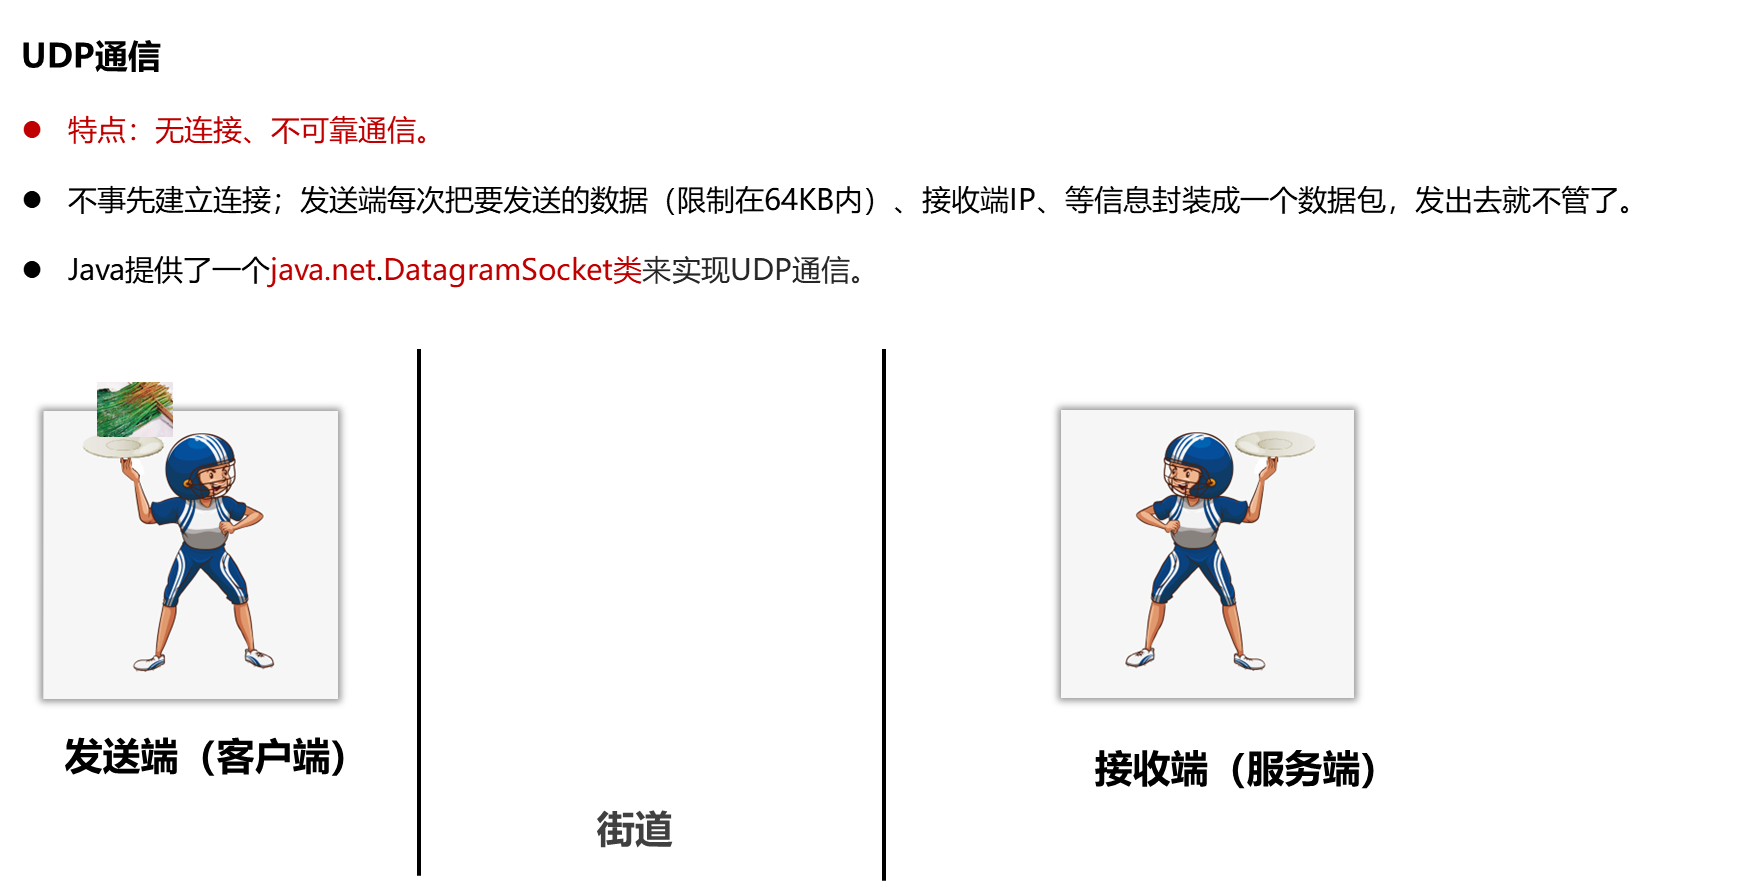 UDP通信
特点：无连接、不可靠通信。
不事先建立连接；发送端每次把要发送的数据（限制在64KB内）、接收端IP、等信息封装成一个数据包，发出去就不管了。
Java提供了一个java.net.DatagramSocket类来实现UDP通信。
发送端（客户端）
接收端（服务端）
街道